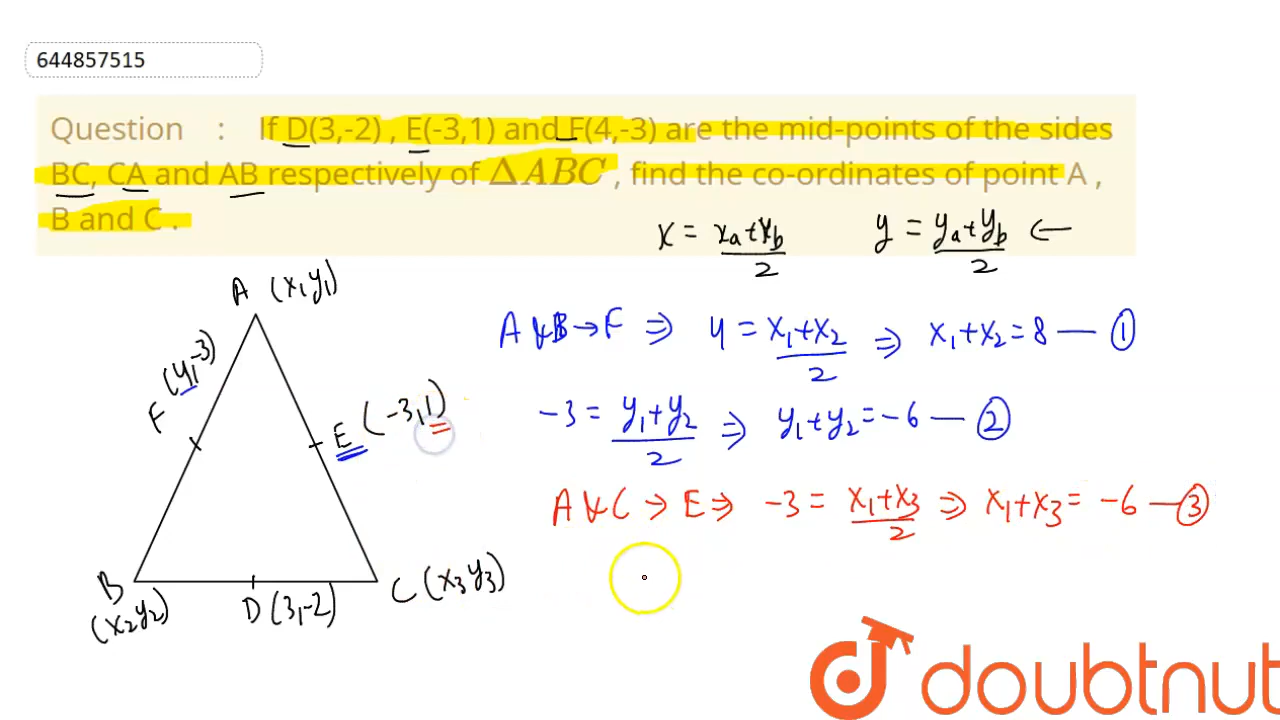 644857515
Question : If D(3,-2) , E(-3,1) and F(4,-3) are the mid-points of the sides
BC, CA and AB respectively of ΔABC , find the co-ordinates of point A ,
B and C .
x = xₐ+x_b/2 y = yₐ+y_b/2 ←
A (x₁y₁)
A & B → F ⇒ 4 = x₁+x₂/2 ⇒ x₁+x₂ = 8 — ①
F (4,-3)
-3 = y₁+y₂/2 ⇒ y₁+y₂ = -6 — ②
E (-3,1)
A & C → E ⇒ -3 = x₁+x₃/2 ⇒ x₁+x₃ = -6 — ③
B (x₂y₂)
D (3,-2)
C (x₃y₃)
doubtnut